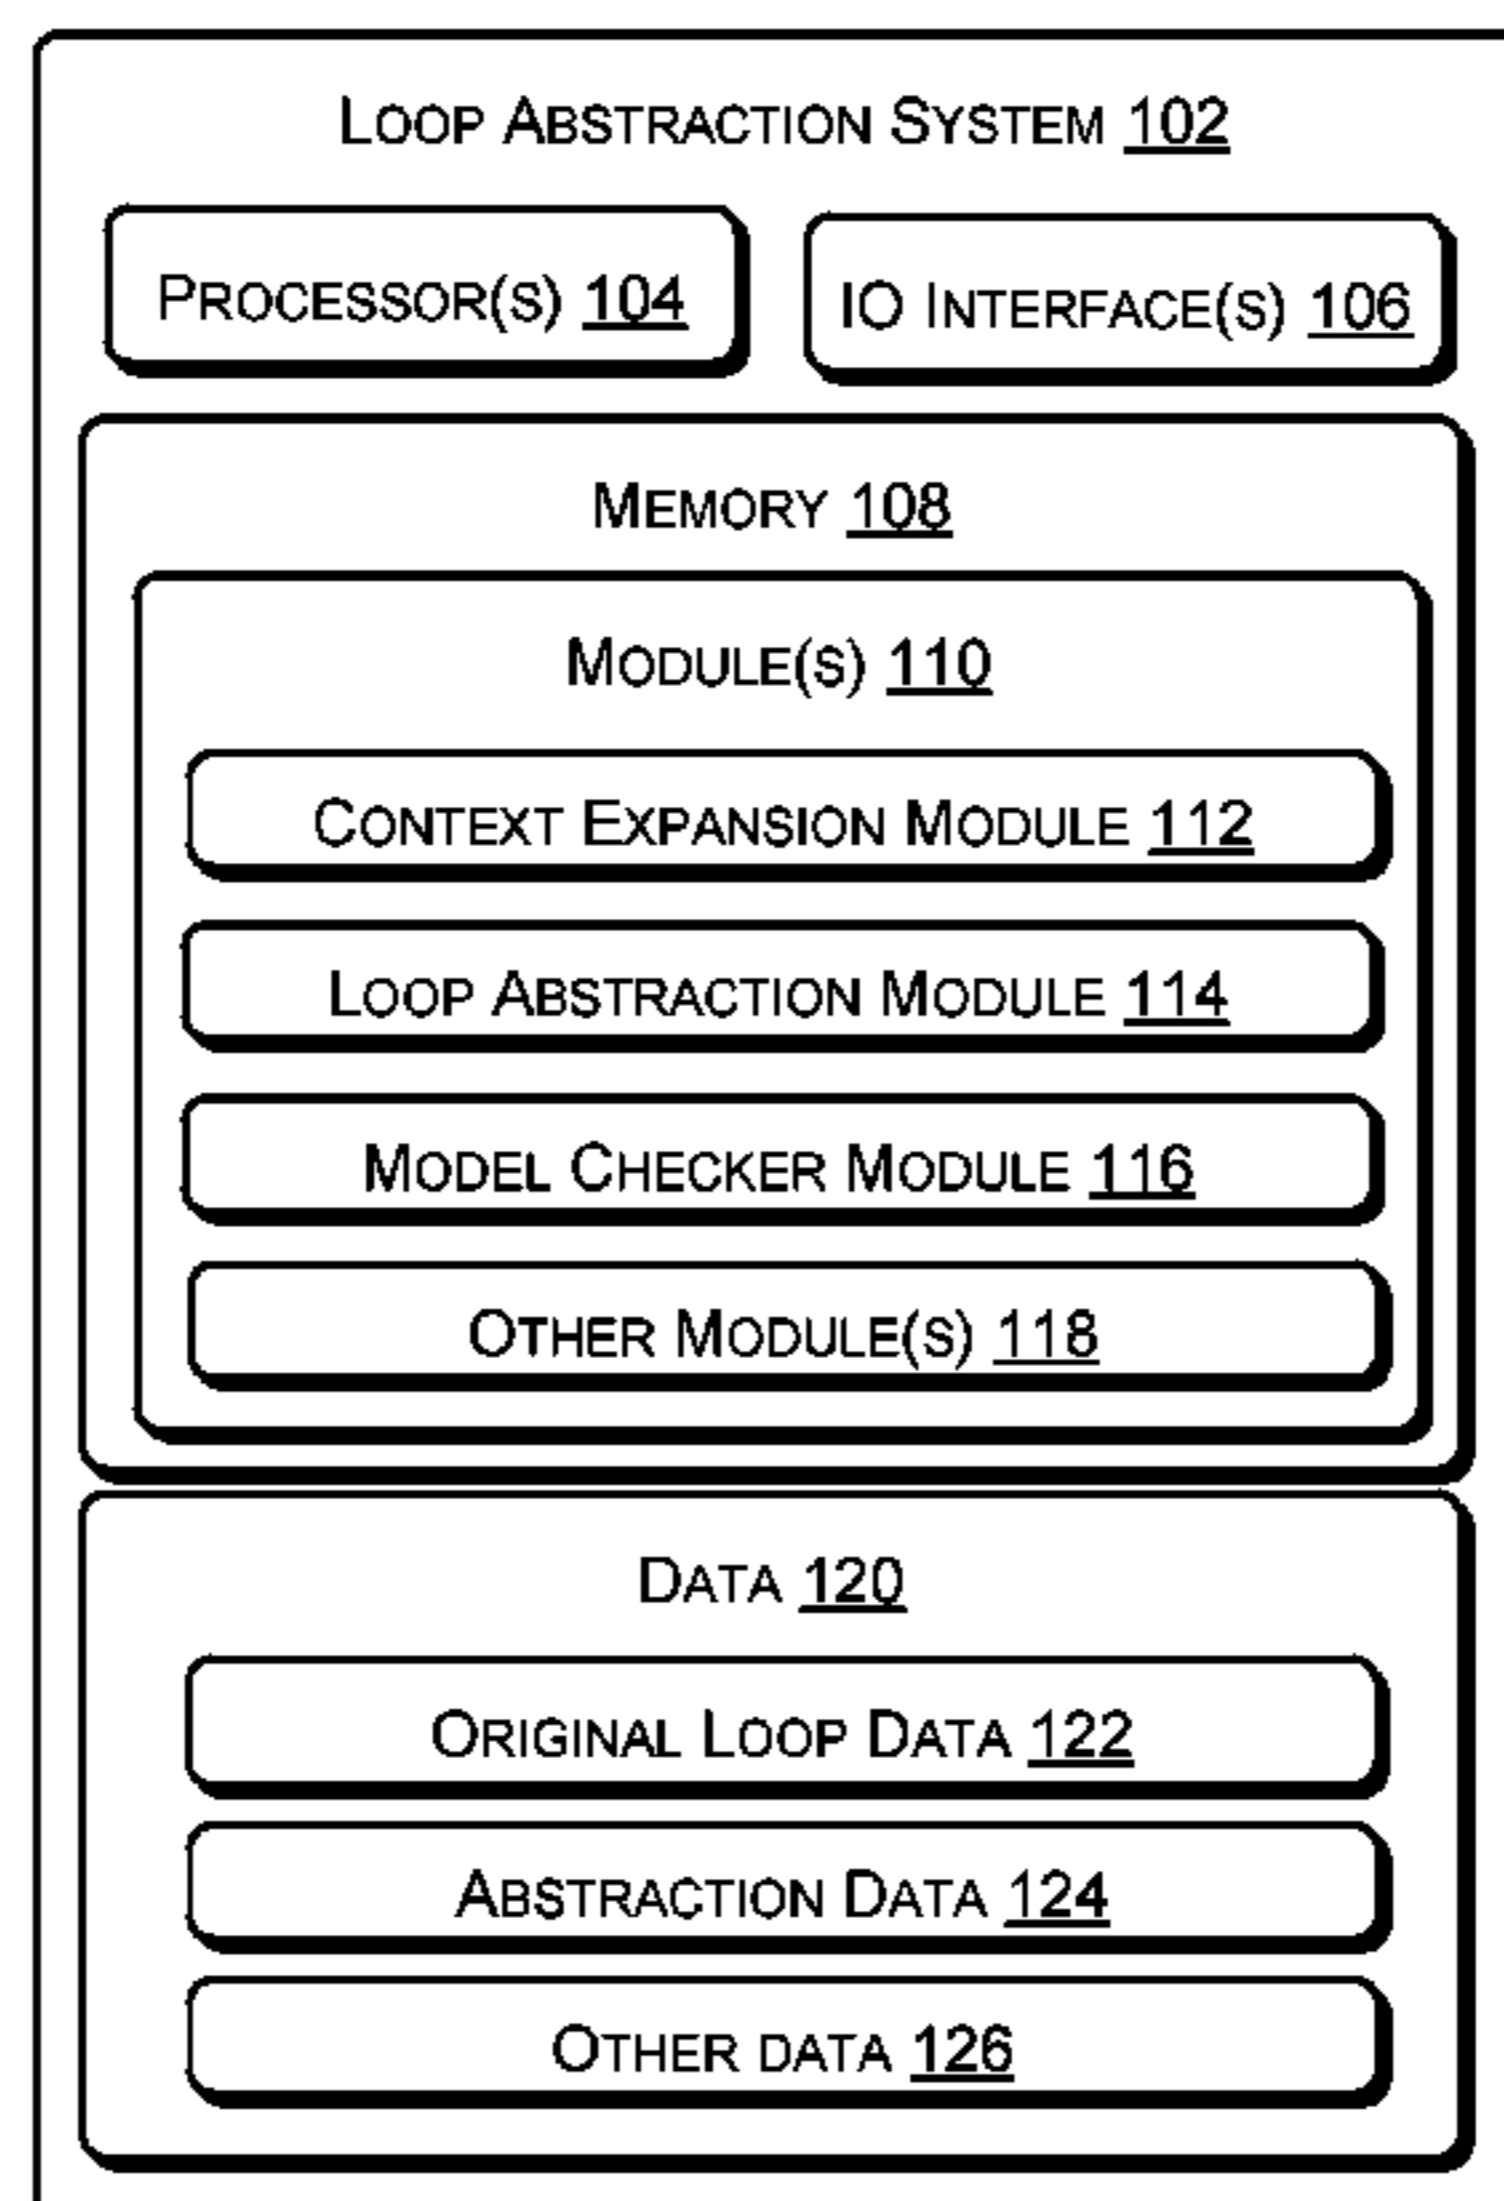 LOOP ABSTRACTION SYSTEM 102
PROCESSOR(S) 104
IO INTERFACE(S) 106
MEMORY 108
MODULE(S) 110
CONTEXT EXPANSION MODULE 112
LOOP ABSTRACTION MODULE 114
MODEL CHECKER MODULE 116
OTHER MODULE(S) 118
DATA 120
ORIGINAL LOOP DATA 122
ABSTRACTION DATA 124
OTHER DATA 126